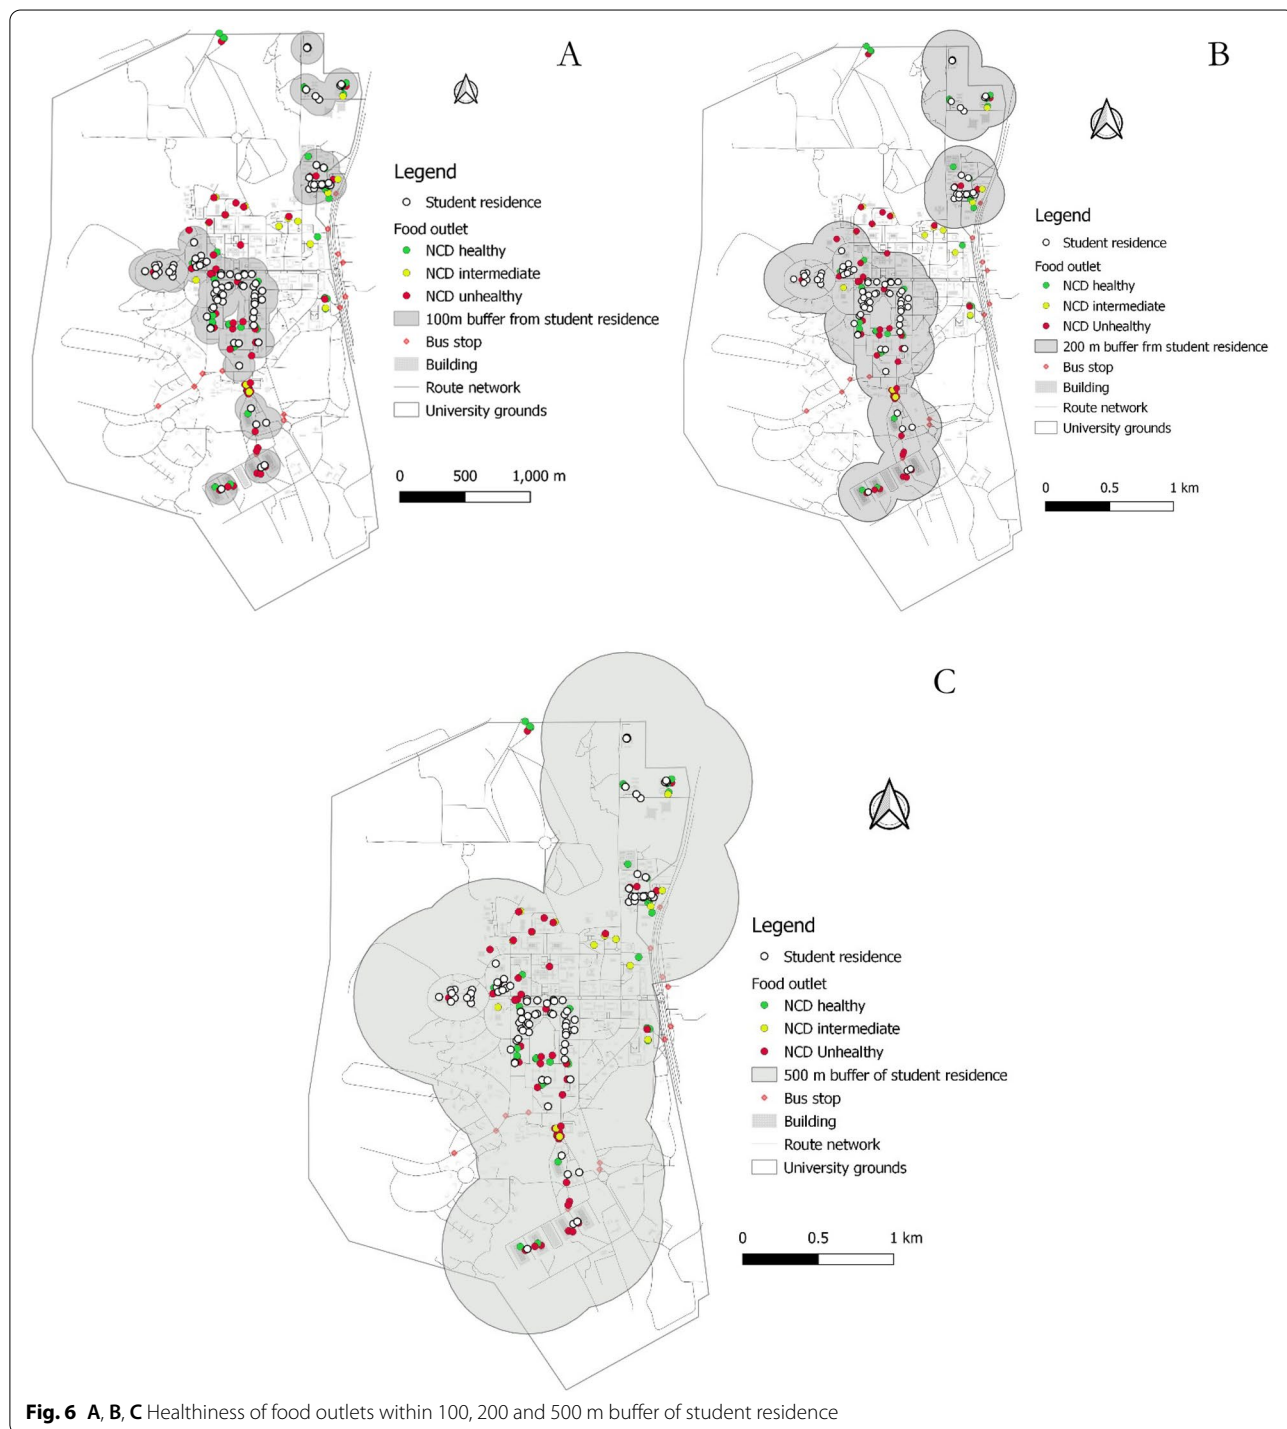 A
Legend
Student residence
Food outlet
NCD healthy
NCD intermediate
NCD unhealthy
100m buffer from student residence
Bus stop
Building
Route network
University grounds
0 500 1,000 m
B
Legend
Student residence
Food outlet
NCD healthy
NCD intermediate
NCD Unhealthy
200 m buffer frm student residence
Bus stop
Building
Route network
University grounds
0 0.5 1 km
C
Legend
Student residence
Food outlet
NCD healthy
NCD intermediate
NCD Unhealthy
500 m buffer of student residence
Bus stop
Building
Route network
University grounds
0 0.5 1 km
Fig. 6 A, B, C Healthiness of food outlets within 100, 200 and 500 m buffer of student residence